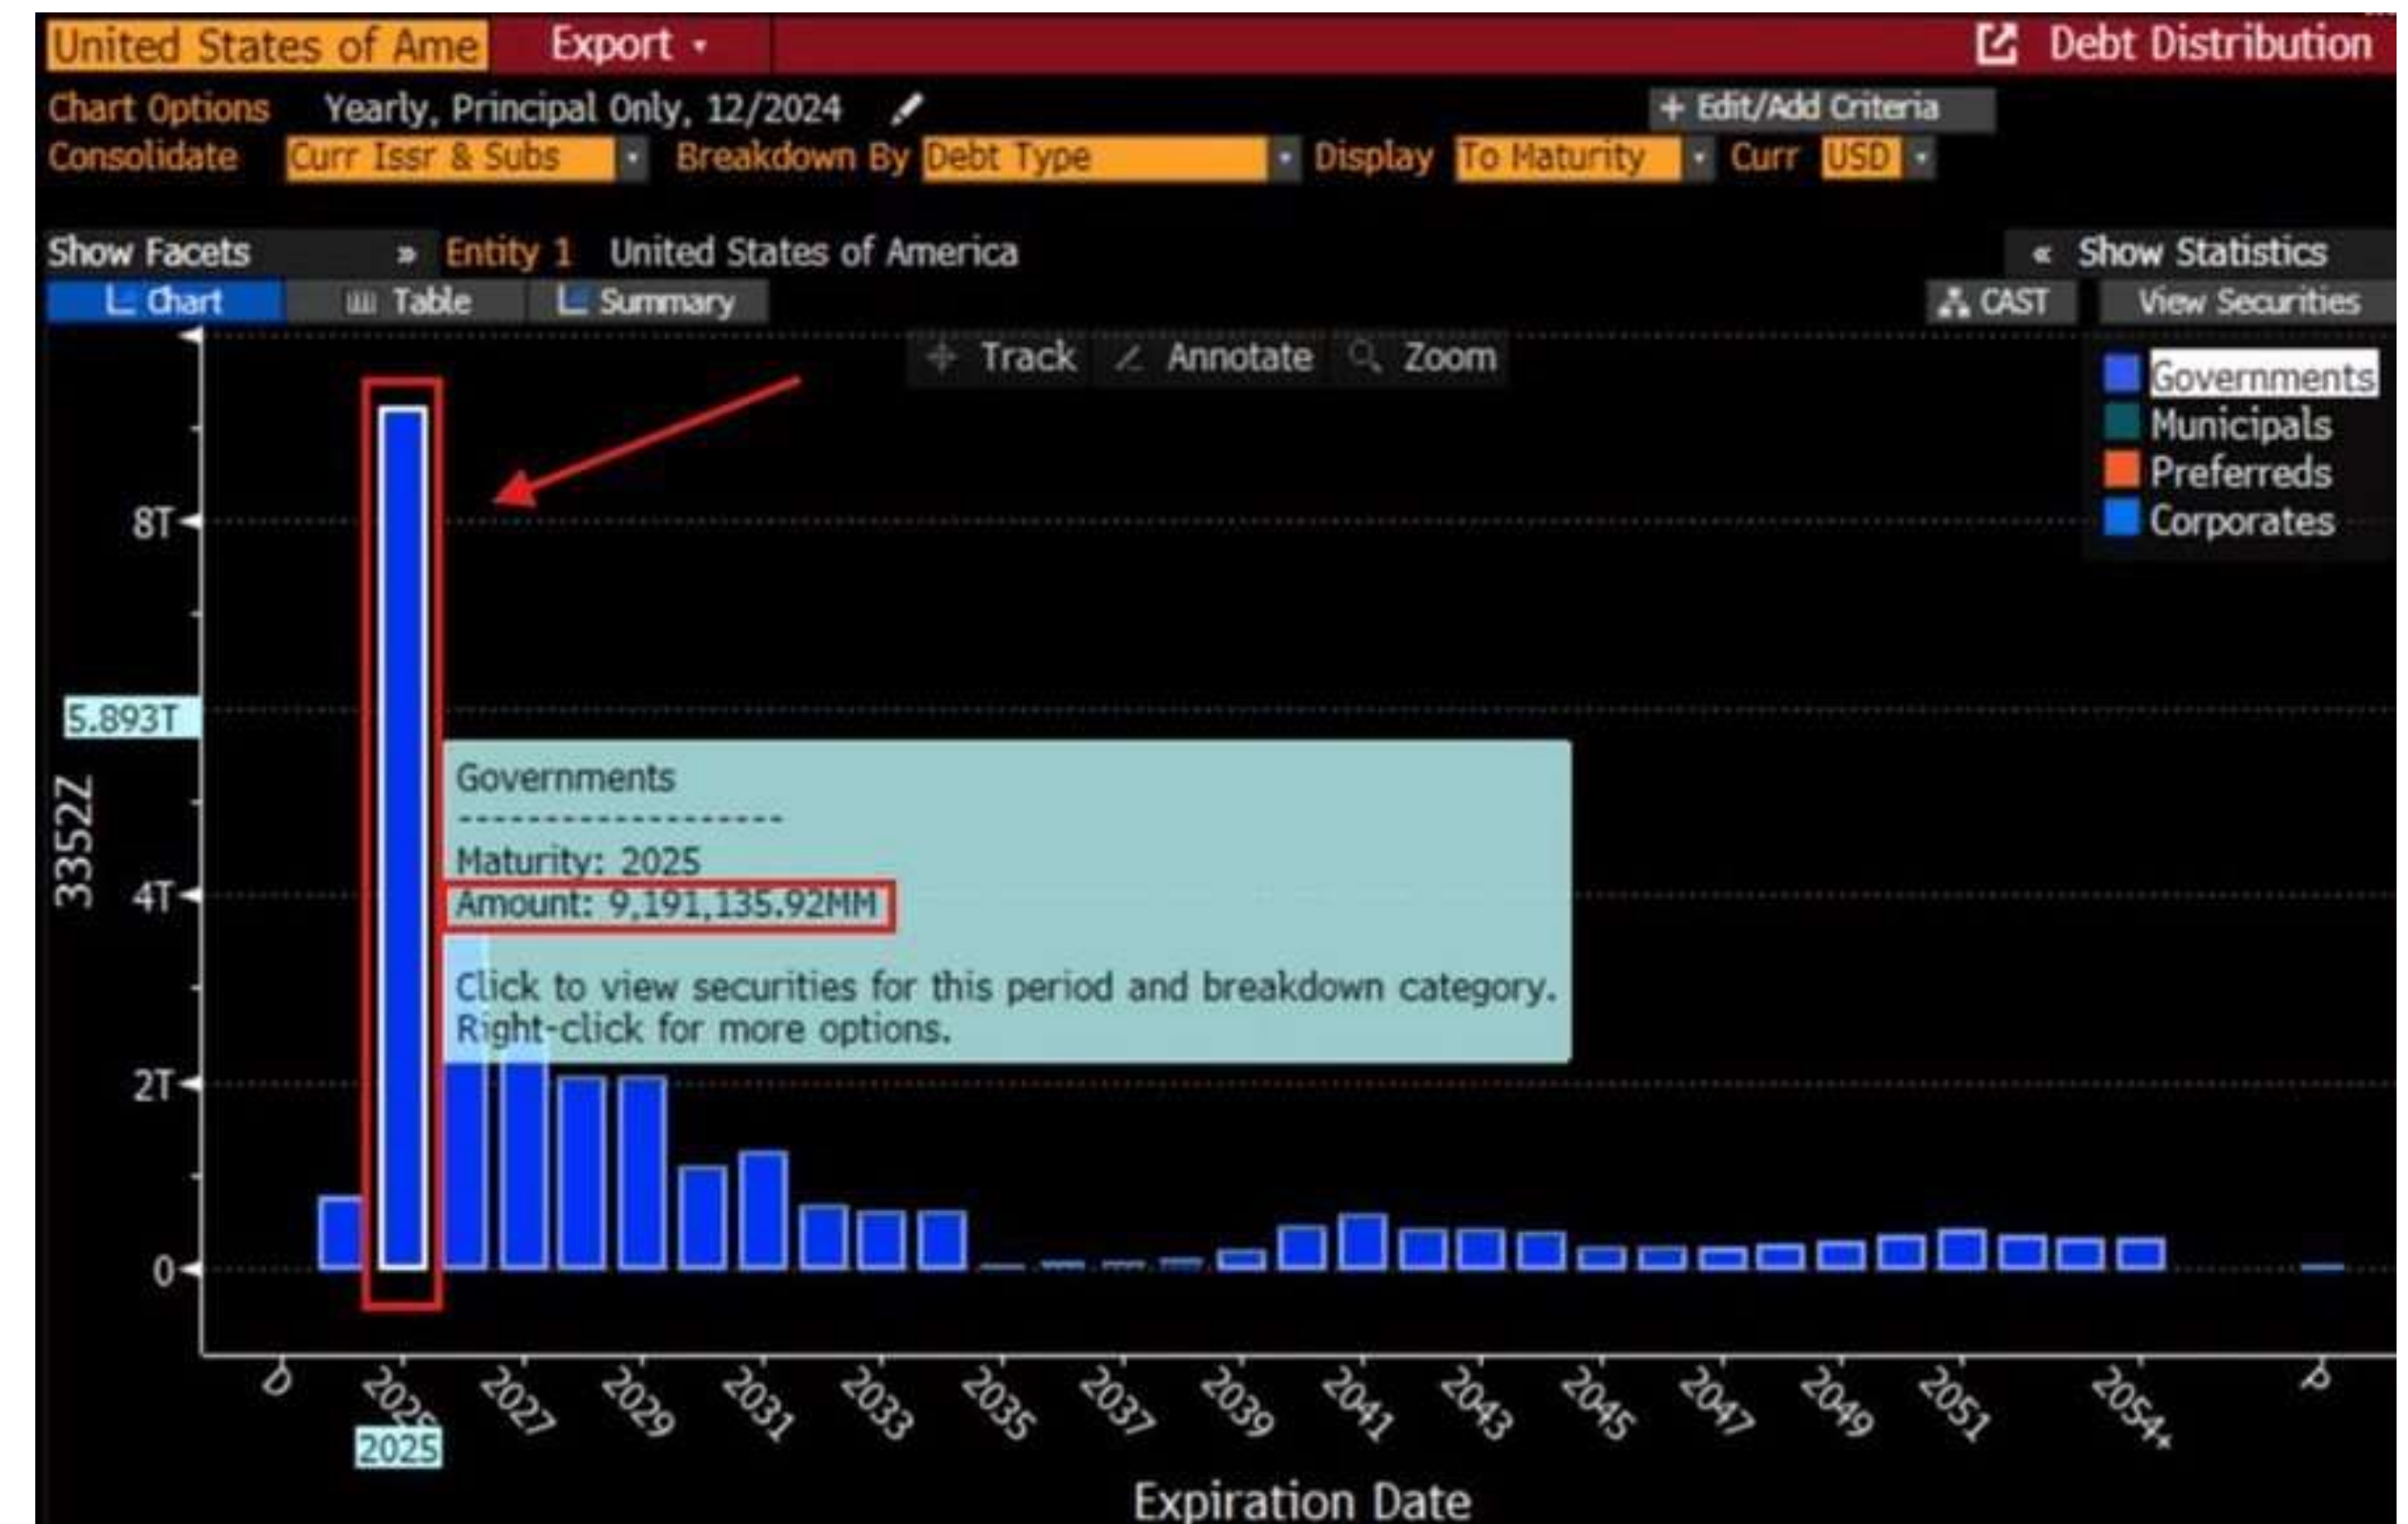 United States of Ame Export Debt Distribution
Chart Options Yearly, Principal Only, 12/2024 + Edit/Add Criteria
Consolidate Curr Issr & Subs Breakdown By Debt Type Display To Maturity Curr USD
Show Facets » Entity 1 United States of America « Show Statistics
Chart Table Summary CAST View Securities
Track Annotate Zoom
Governments
Municipals
Preferreds
Corporates
8T
5.893T
4T
2T
0
3352Z
Governments
-------------------
Maturity: 2025
Amount: 9,191,135.92MM
Click to view securities for this period and breakdown category.
Right-click for more options.
D 2025 2027 2029 2031 2033 2035 2037 2039 2041 2043 2045 2047 2049 2051 2054+ P
2025
Expiration Date